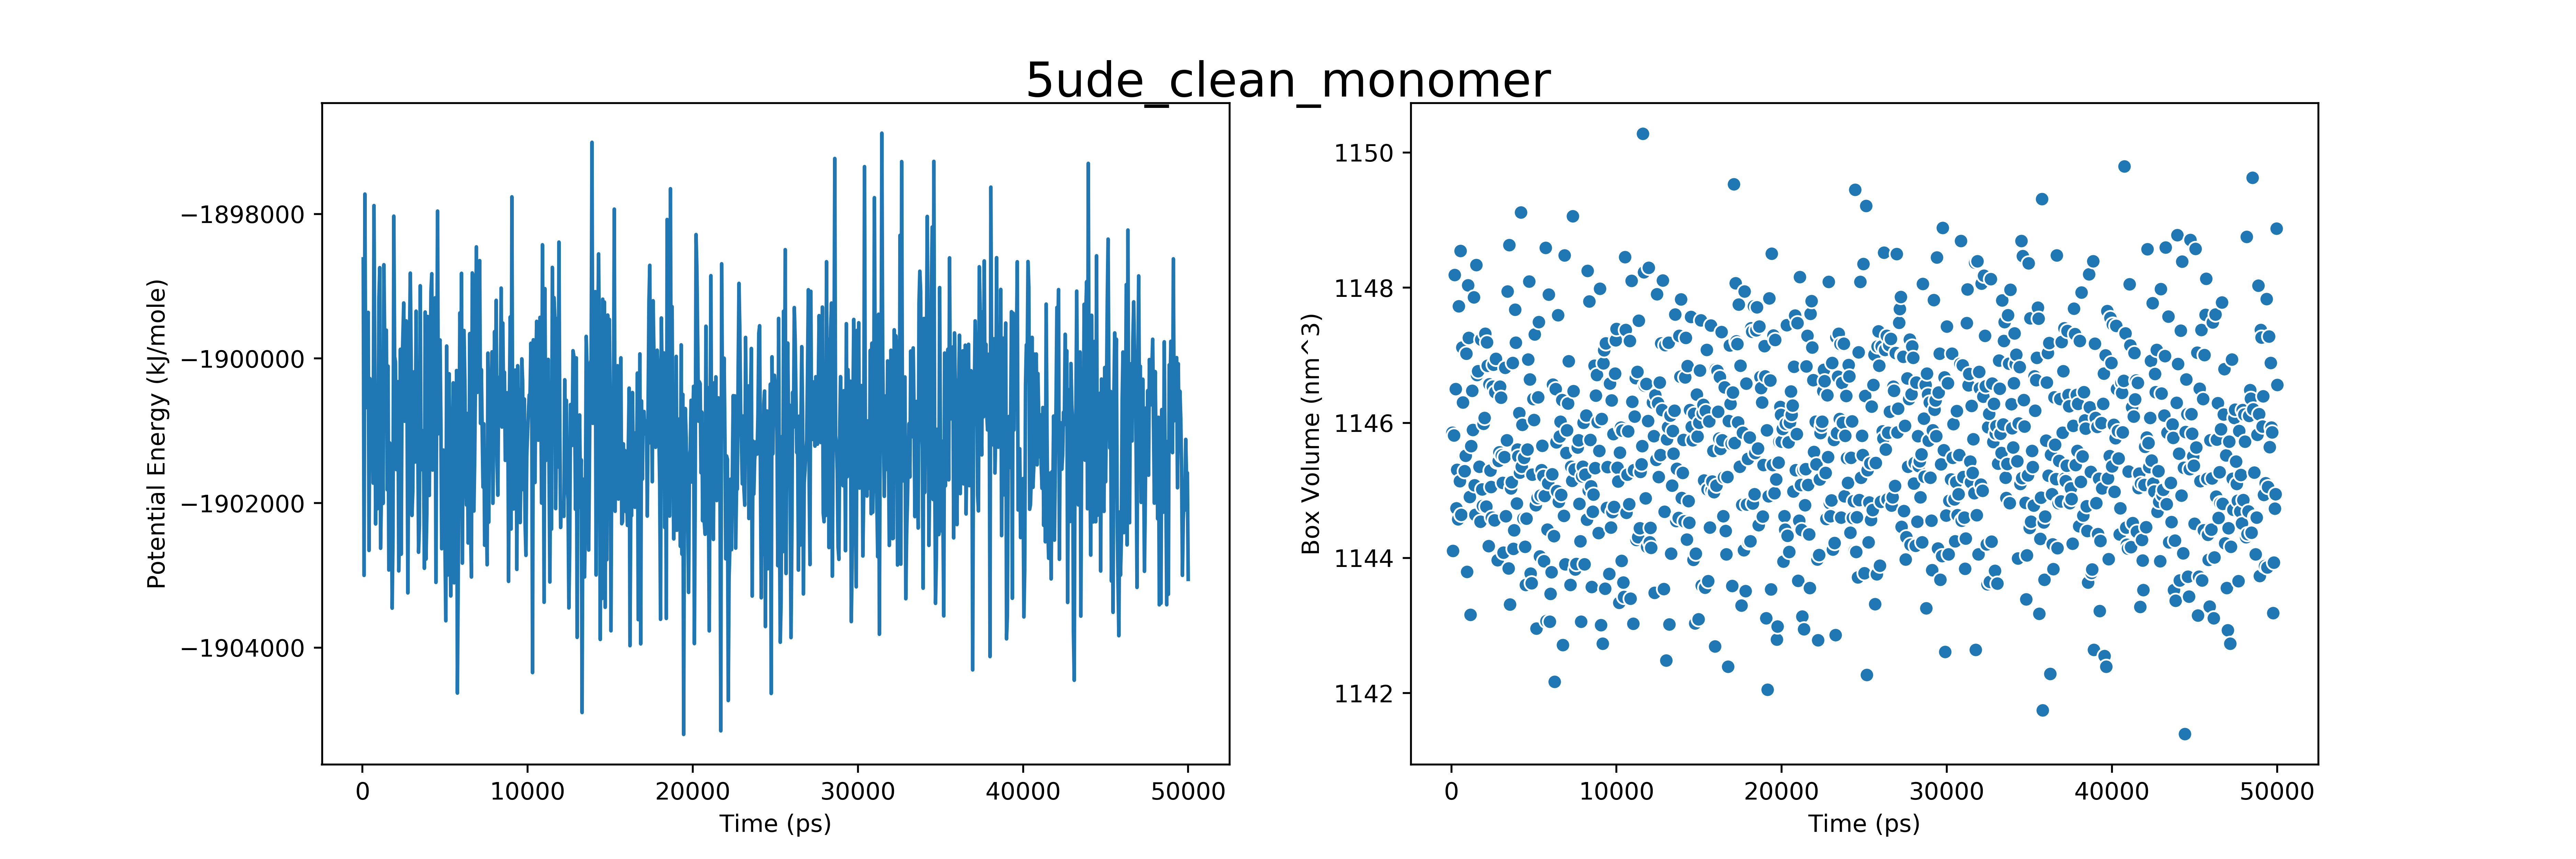 5ude_clean_monomer
Potential Energy (kJ/mole)
−1898000
−1900000
−1902000
−1904000
0 10000 20000 30000 40000 50000
Time (ps)
Box Volume (nm^3)
1150
1148
1146
1144
1142
0 10000 20000 30000 40000 50000
Time (ps)